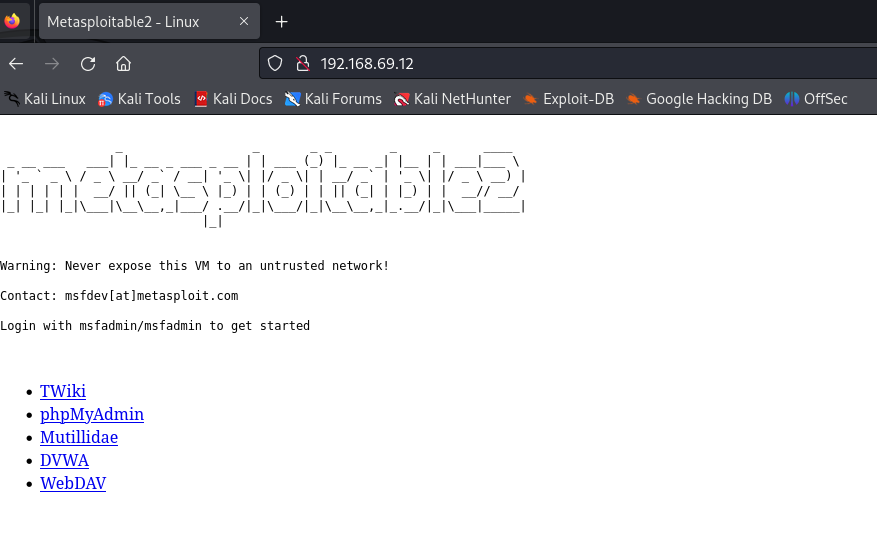 Metasploitable2 - Linux
192.168.69.12
Kali Linux Kali Tools Kali Docs Kali Forums Kali NetHunter Exploit-DB Google Hacking DB OffSec
metasploitable2
Warning: Never expose this VM to an untrusted network!
Contact: msfdev[at]metasploit.com
Login with msfadmin/msfadmin to get started
TWiki
phpMyAdmin
Mutillidae
DVWA
WebDAV